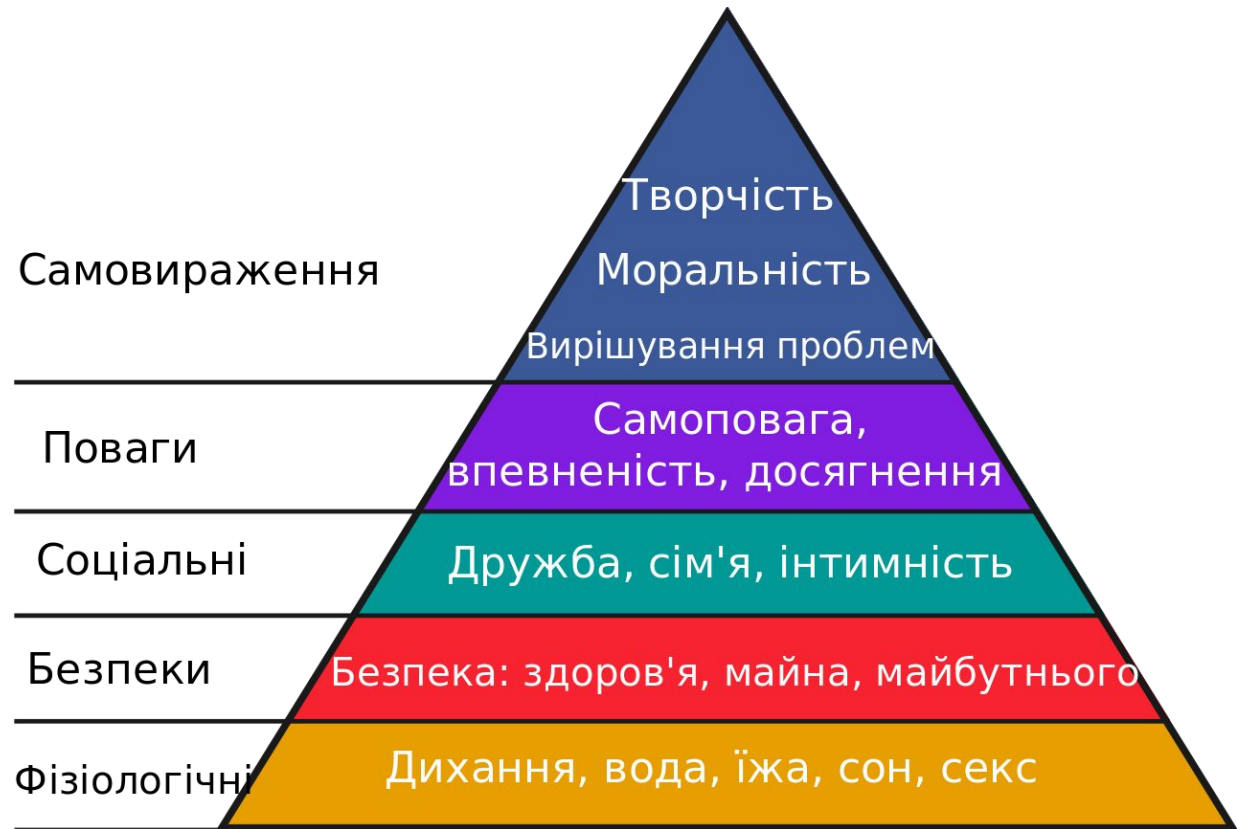 Творчість
Самовираження
Моральність
Вирішування проблем
Поваги
Самоповага,
впевненість, досягнення
Соціальні
Дружба, сім'я, інтимність
Безпеки
Безпека: здоров'я, майна, майбутнього
Фізіологічні
Дихання, вода, їжа, сон, секс